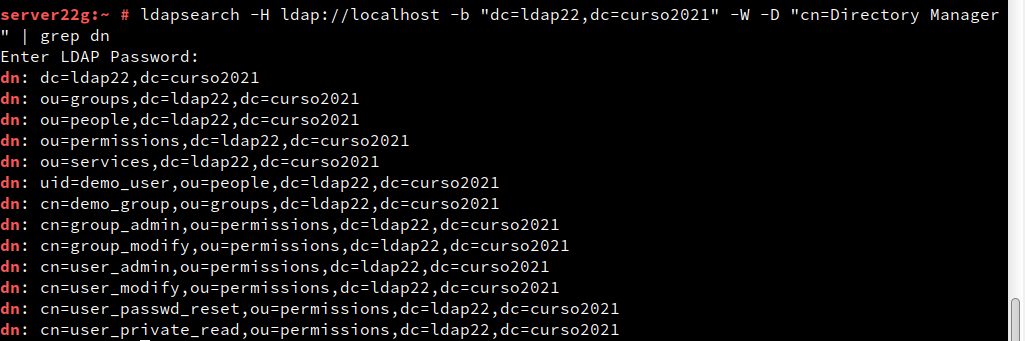 server22g:~ # ldapsearch -H ldap://localhost -b "dc=ldap22,dc=curso2021" -W -D "cn=Directory Manager
" | grep dn
Enter LDAP Password:
dn: dc=ldap22,dc=curso2021
dn: ou=groups,dc=ldap22,dc=curso2021
dn: ou=people,dc=ldap22,dc=curso2021
dn: ou=permissions,dc=ldap22,dc=curso2021
dn: ou=services,dc=ldap22,dc=curso2021
dn: uid=demo_user,ou=people,dc=ldap22,dc=curso2021
dn: cn=demo_group,ou=groups,dc=ldap22,dc=curso2021
dn: cn=group_admin,ou=permissions,dc=ldap22,dc=curso2021
dn: cn=group_modify,ou=permissions,dc=ldap22,dc=curso2021
dn: cn=user_admin,ou=permissions,dc=ldap22,dc=curso2021
dn: cn=user_modify,ou=permissions,dc=ldap22,dc=curso2021
dn: cn=user_passwd_reset,ou=permissions,dc=ldap22,dc=curso2021
dn: cn=user_private_read,ou=permissions,dc=ldap22,dc=curso2021